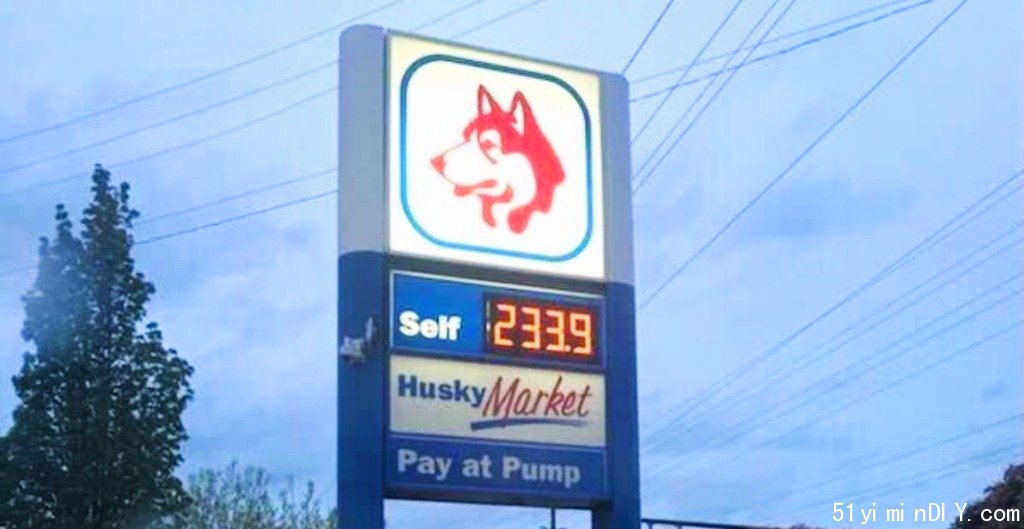 Self 233.9
Husky Market
Pay at Pump
51yiminDIY.com